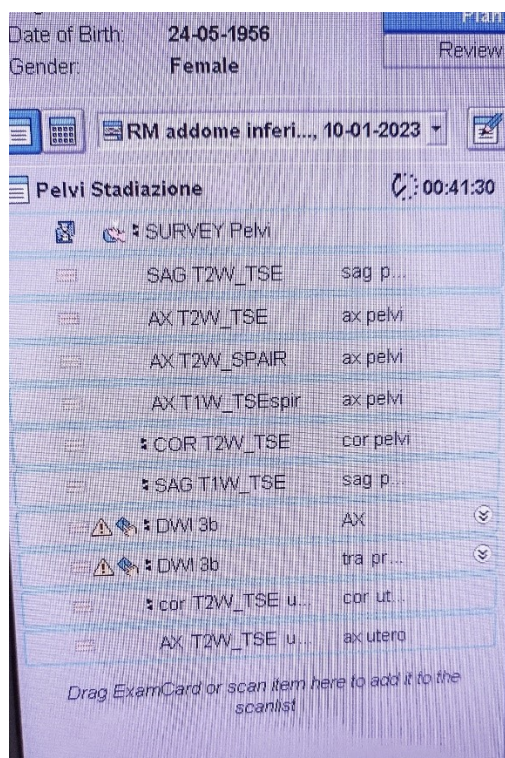 Plan
Date of Birth: 24-05-1956
Review
Gender: Female
RM addome inferi..., 10-01-2023
Pelvi Stadiazione 00:41:30
SURVEY Pelvi
SAG T2W_TSE sag p...
AX T2W_TSE ax pelvi
AX T2W_SPAIR ax pelvi
AX T1W_TSEspir ax pelvi
COR T2W_TSE cor pelvi
SAG T1W_TSE sag p...
DWI 3b AX
DWI 3b tra pr...
cor T2W_TSE u... cor ut...
AX T2W_TSE u... ax utero
Drag ExamCard or scan item here to add it to the
scanlist